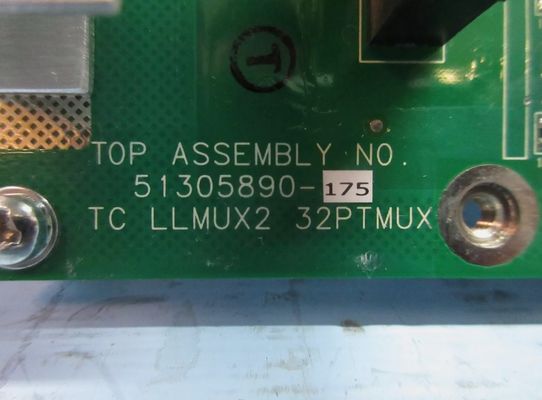 T
TOP ASSEMBLY NO.
51305890-175
TC LLMUX2 32PTMUX